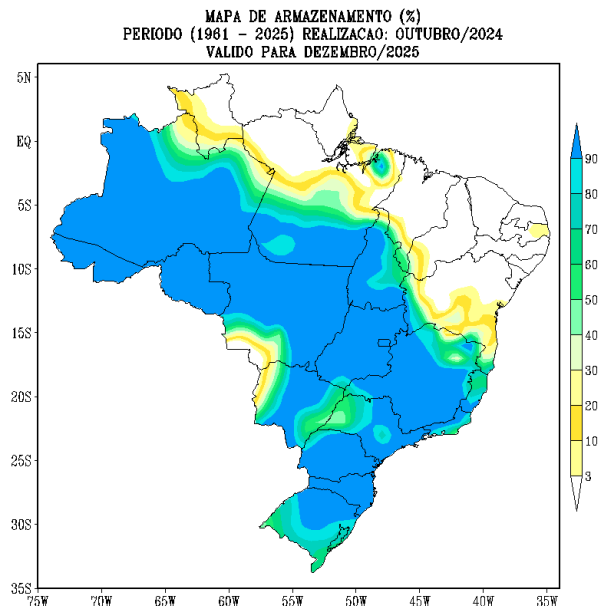 MAPA DE ARMAZENAMENTO (%)
PERIODO (1961 - 2025) REALIZACAO: OUTUBRO/2024
VALIDO PARA DEZEMBRO/2025
5N
EQ
5S
10S
15S
20S
25S
30S
35S
75W 70W 65W 60W 55W 50W 45W 40W 35W
90
80
70
60
50
40
30
20
10
3